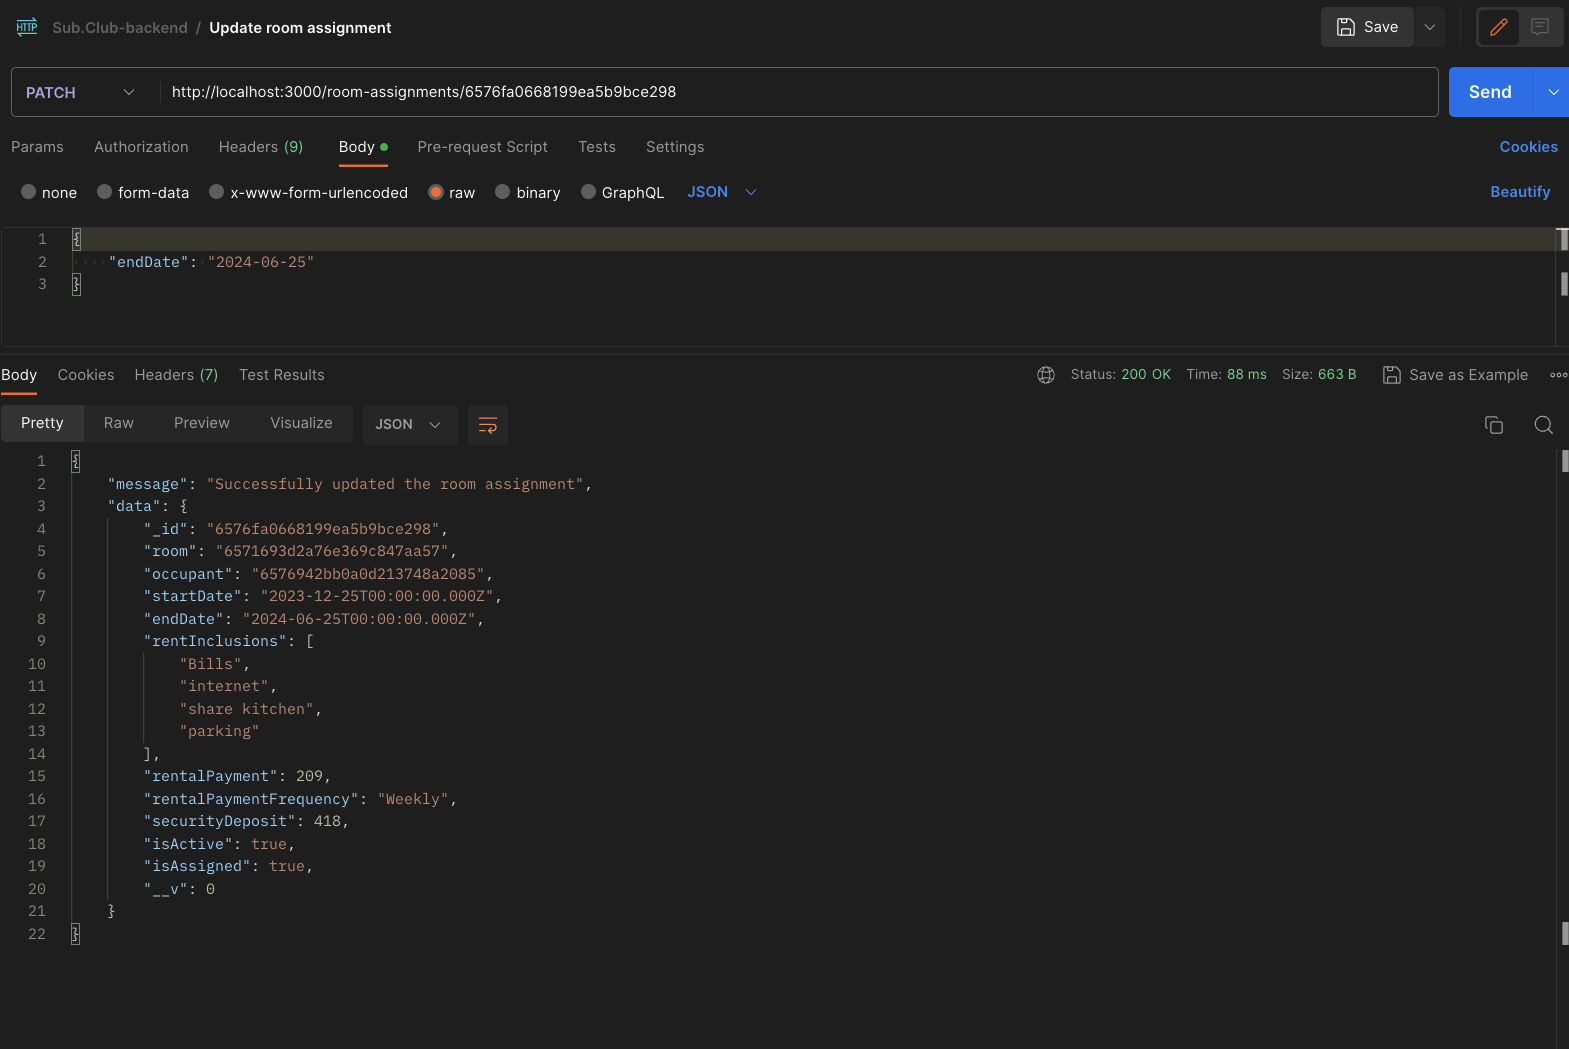 HTTP Sub.Club-backend / Update room assignment Save
PATCH http://localhost:3000/room-assignments/6576fa0668199ea5b9bce298 Send
Params Authorization Headers (9) Body Pre-request Script Tests Settings Cookies
none form-data x-www-form-urlencoded raw binary GraphQL JSON Beautify
1 {
2 "endDate": "2024-06-25"
3 }
Body Cookies Headers (7) Test Results Status: 200 OK Time: 88 ms Size: 663 B Save as Example
Pretty Raw Preview Visualize JSON
1 {
2 "message": "Successfully updated the room assignment",
3 "data": {
4 "_id": "6576fa0668199ea5b9bce298",
5 "room": "6571693d2a76e369c847aa57",
6 "occupant": "6576942bb0a0d213748a2085",
7 "startDate": "2023-12-25T00:00:00.000Z",
8 "endDate": "2024-06-25T00:00:00.000Z",
9 "rentInclusions": [
10 "Bills",
11 "internet",
12 "share kitchen",
13 "parking"
14 ],
15 "rentalPayment": 209,
16 "rentalPaymentFrequency": "Weekly",
17 "securityDeposit": 418,
18 "isActive": true,
19 "isAssigned": true,
20 "__v": 0
21 }
22 }